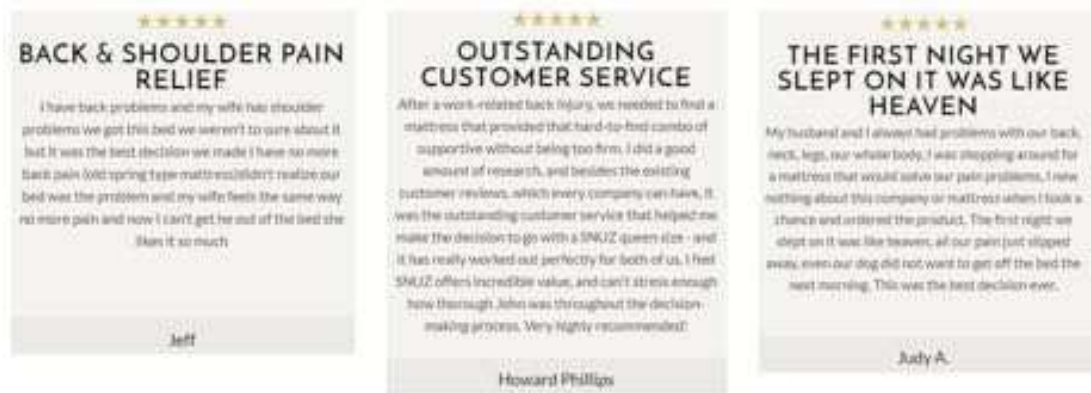 BACK & SHOULDER PAIN
RELIEF
I have back problems and my wife has shoulder
problems we got this bed we weren't to sure about it
but it was the best decision we made I have no more
back pain (old spring type mattress)didn't realize our
bed was the problem and my wife feels the same way
no more pain and now I can't get he out of the bed she
likes it so much
Jeff
OUTSTANDING
CUSTOMER SERVICE
After a work-related back injury, we needed to find a
mattress that provided that hard-to-find combo of
supportive without being too firm. I did a good
amount of research, and besides the existing
customer reviews, which every company can have, it
was the outstanding customer service that helped me
make the decision to go with a SNUZ queen size - and
it has really worked out perfectly for both of us. I feel
SNUZ offers incredible value, and can't stress enough
how thorough John was throughout the decision-
making process. Very highly recommended!
Howard Phillips
THE FIRST NIGHT WE
SLEPT ON IT WAS LIKE
HEAVEN
My husband and I always had problems with our back,
neck, legs, our whole body. I was shopping around for
a mattress that would solve our pain problems. I new
nothing about this company or mattress when I took a
chance and ordered the product. The first night we
slept on it was like heaven, all our pain just slipped
away, even our dog did not want to get off the bed the
next morning. This was the best decision ever.
Judy A.